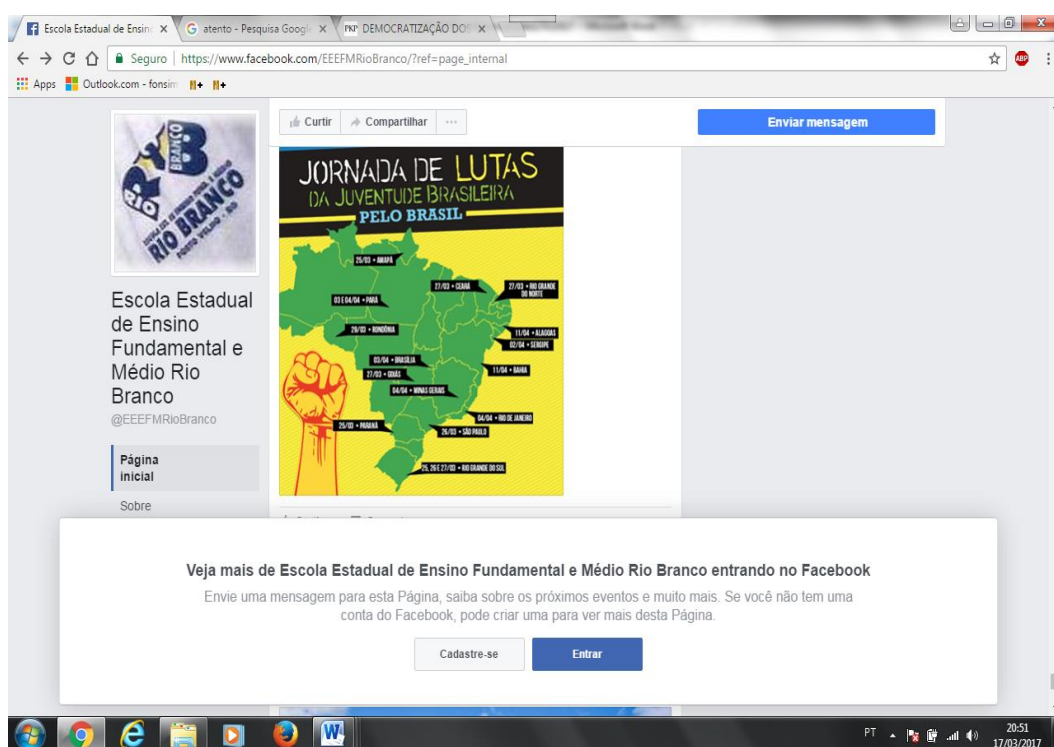 Escola Estadual de Ensin
atento - Pesquisa Googl
PKP DEMOCRATIZAÇÃO DOS
Seguro https://www.facebook.com/EEEFMRioBranco/?ref=page_internal
ABP
Apps Outlook.com - fonsim
Curtir Compartilhar ...
Enviar mensagem
RIO BRANCO
PORTO VELHO - RO
JORNADA DE LUTAS
DA JUVENTUDE BRASILEIRA
PELO BRASIL
25/03 • AMAPÁ
27/03 • CEARÁ
27/03 • RIO GRANDE
DO NORTE
03 E 04/04 • PARÁ
28/03 • RONDÔNIA
11/04 • ALAGOAS
02/04 • SERGIPE
03/04 • BRASÍLIA
27/03 • GOIÁS
11/04 • BAHIA
04/04 • MINAS GERAIS
04/04 • RIO DE JANEIRO
25/03 • PARANÁ
26/03 • SÃO PAULO
25, 26 E 27/03 • RIO GRANDE DO SUL
Escola Estadual
de Ensino
Fundamental e
Médio Rio
Branco
@EEEFMRioBranco
Página
inicial
Sobre
Veja mais de Escola Estadual de Ensino Fundamental e Médio Rio Branco entrando no Facebook
Envie uma mensagem para esta Página, saiba sobre os próximos eventos e muito mais. Se você não tem uma
conta do Facebook, pode criar uma para ver mais desta Página.
Cadastre-se Entrar
PT
20:51
17/03/2017